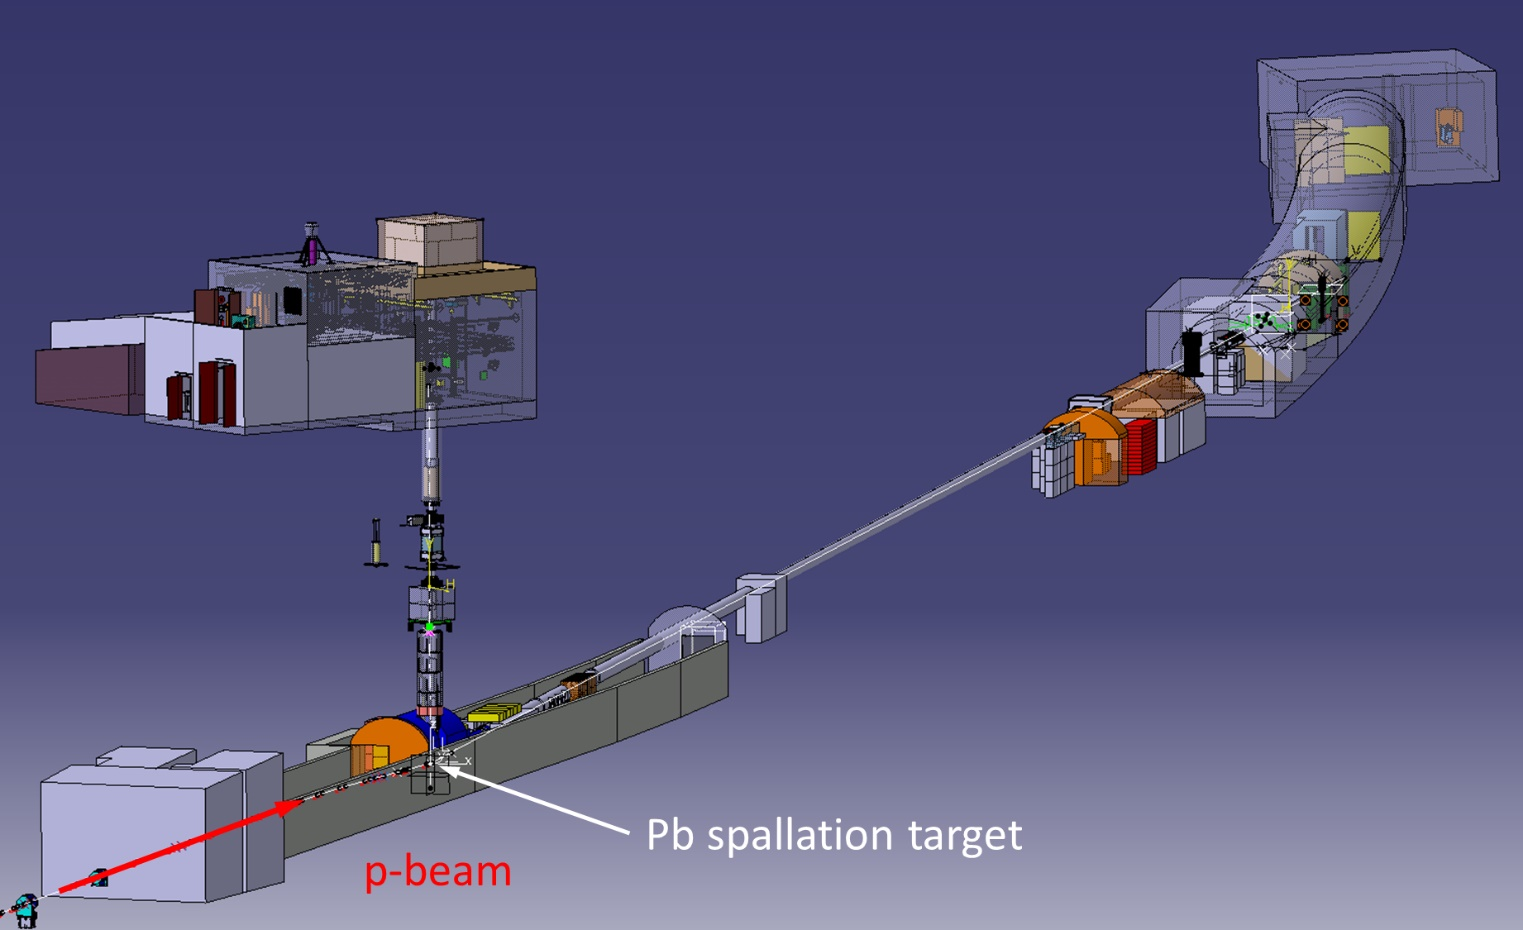 H
x
Pb spallation target
p-beam